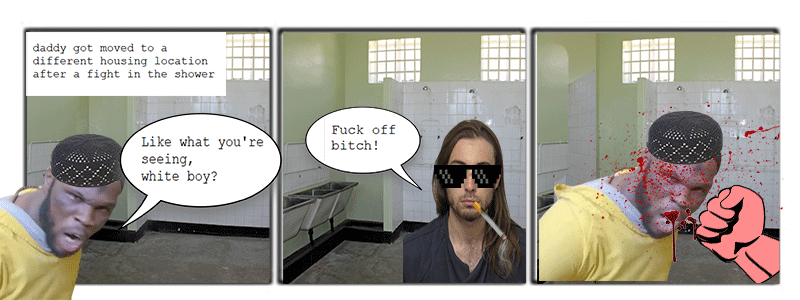 daddy got moved to a
different housing location
after a fight in the shower
Like what you're
seeing,
white boy?
Fuck off
bitch!